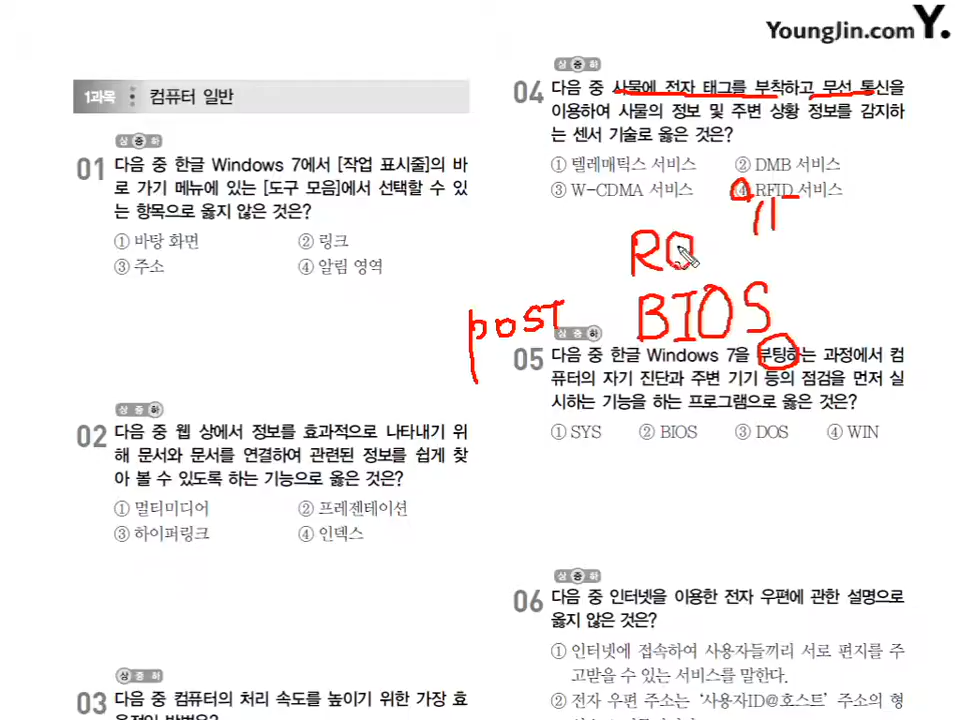 YoungJin.com Y.
1과목 컴퓨터 일반
상 중 하
01 다음 중 한글 Windows 7에서 [작업 표시줄]의 바
로 가기 메뉴에 있는 [도구 모음]에서 선택할 수 있
는 항목으로 옳지 않은 것은?
① 바탕 화면 ② 링크
③ 주소 ④ 알림 영역
상 중 하
02 다음 중 웹 상에서 정보를 효과적으로 나타내기 위
해 문서와 문서를 연결하여 관련된 정보를 쉽게 찾
아 볼 수 있도록 하는 기능으로 옳은 것은?
① 멀티미디어 ② 프레젠테이션
③ 하이퍼링크 ④ 인덱스
상 중 하
03 다음 중 컴퓨터의 처리 속도를 높이기 위한 가장 효
상 중 하
04 다음 중 사물에 전자 태그를 부착하고 무선 통신을
이용하여 사물의 정보 및 주변 상황 정보를 감지하
는 센서 기술로 옳은 것은?
① 텔레매틱스 서비스 ② DMB 서비스
③ W-CDMA 서비스 ④ RFID 서비스
RO
BIOS
post
상 중 하
05 다음 중 한글 Windows 7을 부팅하는 과정에서 컴
퓨터의 자기 진단과 주변 기기 등의 점검을 먼저 실
시하는 기능을 하는 프로그램으로 옳은 것은?
① SYS ② BIOS ③ DOS ④ WIN
상 중 하
06 다음 중 인터넷을 이용한 전자 우편에 관한 설명으로
옳지 않은 것은?
① 인터넷에 접속하여 사용자들끼리 서로 편지를 주
고받을 수 있는 서비스를 말한다.
② 전자 우편 주소는 '사용자ID@호스트' 주소의 형